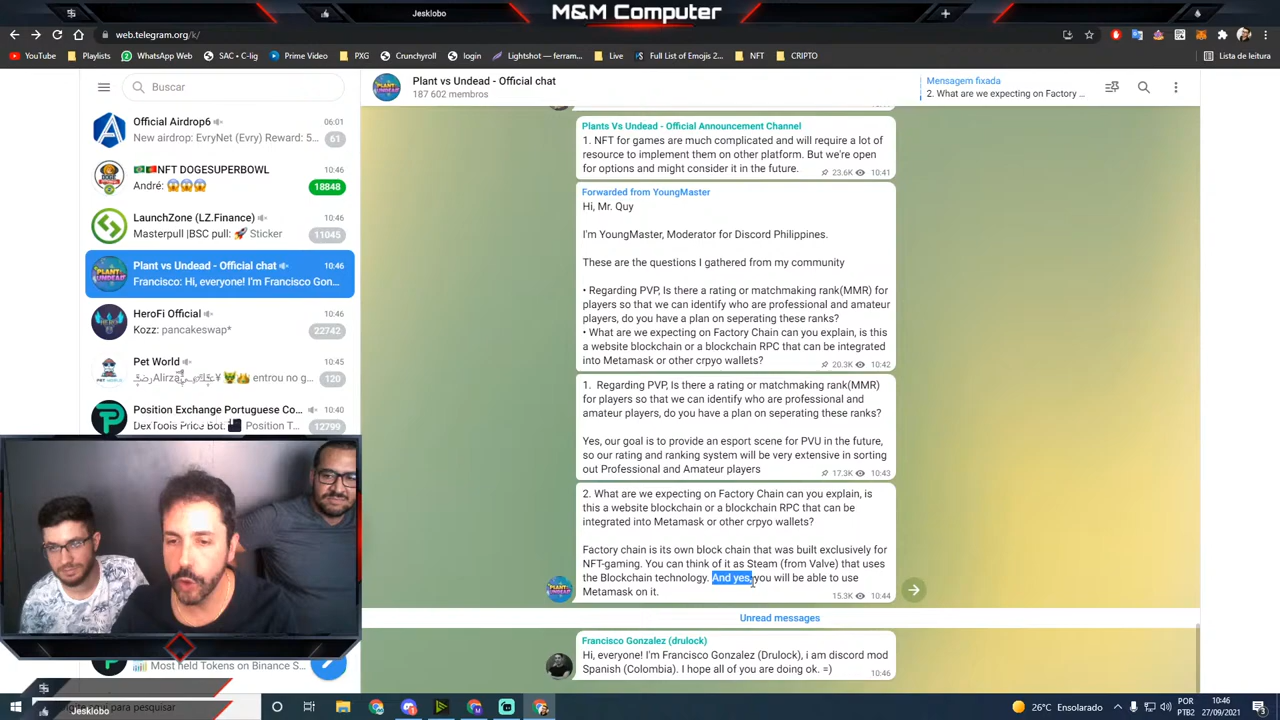 Jesklobo
M&M Computer
web.telegram.org/k/
YouTube
Playlists
WhatsApp Web
SAC • C-lig
Prime Video
PXG
Crunchyroll
login
Lightshot — ferram...
Live
Full List of Emojis D...
NFT
CRIPTO
Lista de leitura
Buscar
Official Airdrop6
06:01
New airdrop: EvryNet (Evry) Reward: 5...
61
NFT DOGESUPERBOWL
10:46
André: 😱😱😱
18848
LaunchZone (LZ.Finance)
10:46
Masterpull |BSC pull: 🚀 Sticker
11045
Plant vs Undead - Official chat
10:46
Francisco: Hi, everyone! I'm Francisco Gon...
HeroFi Official
10:46
Kozz: pancakeswap*
22742
Pet World
10:45
entrou no g...
120
Position Exchange Portuguese Co...
10:40
DexTools Price Bot: Position T...
12799
Most held Tokens on Binance S
Plant vs Undead - Official chat
187 602 membros
Mensagem fixada
2. What are we expecting on Factory ...
Plants Vs Undead - Official Announcement Channel
1. NFT for games are much complicated and will require a lot of
resource to implement them on other platform. But we're open
for options and might consider it in the future.
23.6K
10:41
Forwarded from YoungMaster
Hi, Mr. Quy
I'm YoungMaster, Moderator for Discord Philippines.
These are the questions I gathered from my community
• Regarding PVP, Is there a rating or matchmaking rank(MMR) for
players so that we can identify who are professional and amateur
players, do you have a plan on seperating these ranks?
• What are we expecting on Factory Chain can you explain, is this
a website blockchain or a blockchain RPC that can be integrated
into Metamask or other crpyo wallets?
20.3K
10:42
1. Regarding PVP, Is there a rating or matchmaking rank(MMR)
for players so that we can identify who are professional and
amateur players, do you have a plan on seperating these ranks?
Yes, our goal is to provide an esport scene for PVU in the future,
so our rating and ranking system will be very extensive in sorting
out Professional and Amateur players
17.3K
10:43
2. What are we expecting on Factory Chain can you explain, is
this a website blockchain or a blockchain RPC that can be
integrated into Metamask or other crpyo wallets?
Factory chain is its own block chain that was built exclusively for
NFT-gaming. You can think of it as Steam (from Valve) that uses
the Blockchain technology. And yes, you will be able to use
Metamask on it.
15.3K
10:44
Unread messages
Francisco Gonzalez (drulock)
Hi, everyone! I'm Francisco Gonzalez (Drulock), i am discord mod
Spanish (Colombia). I hope all of you are doing ok. =)
10:46
aqui para pesquisar
Jesklobo
26°C Ensolarado
POR
PTB2
10:46
27/09/2021